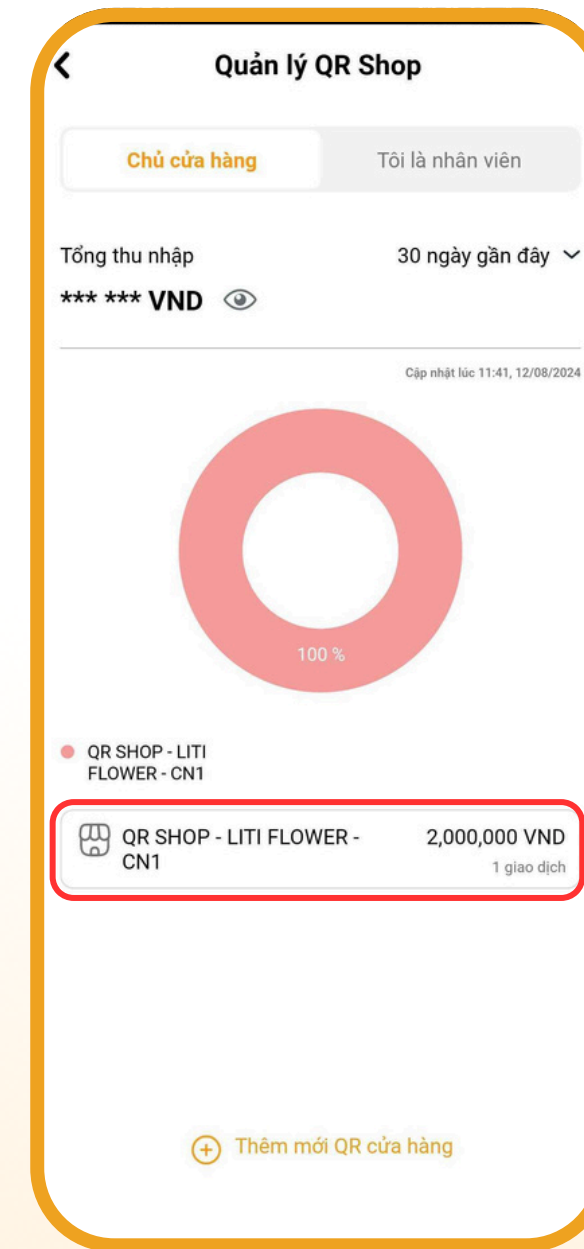 Quản lý QR Shop
Chủ cửa hàng
Tôi là nhân viên
Tổng thu nhập
30 ngày gần đây
*** *** VND
Cập nhật lúc 11:41, 12/08/2024
100 %
QR SHOP - LITI
FLOWER - CN1
QR SHOP - LITI FLOWER -
CN1
2,000,000 VND
1 giao dịch
Thêm mới QR cửa hàng